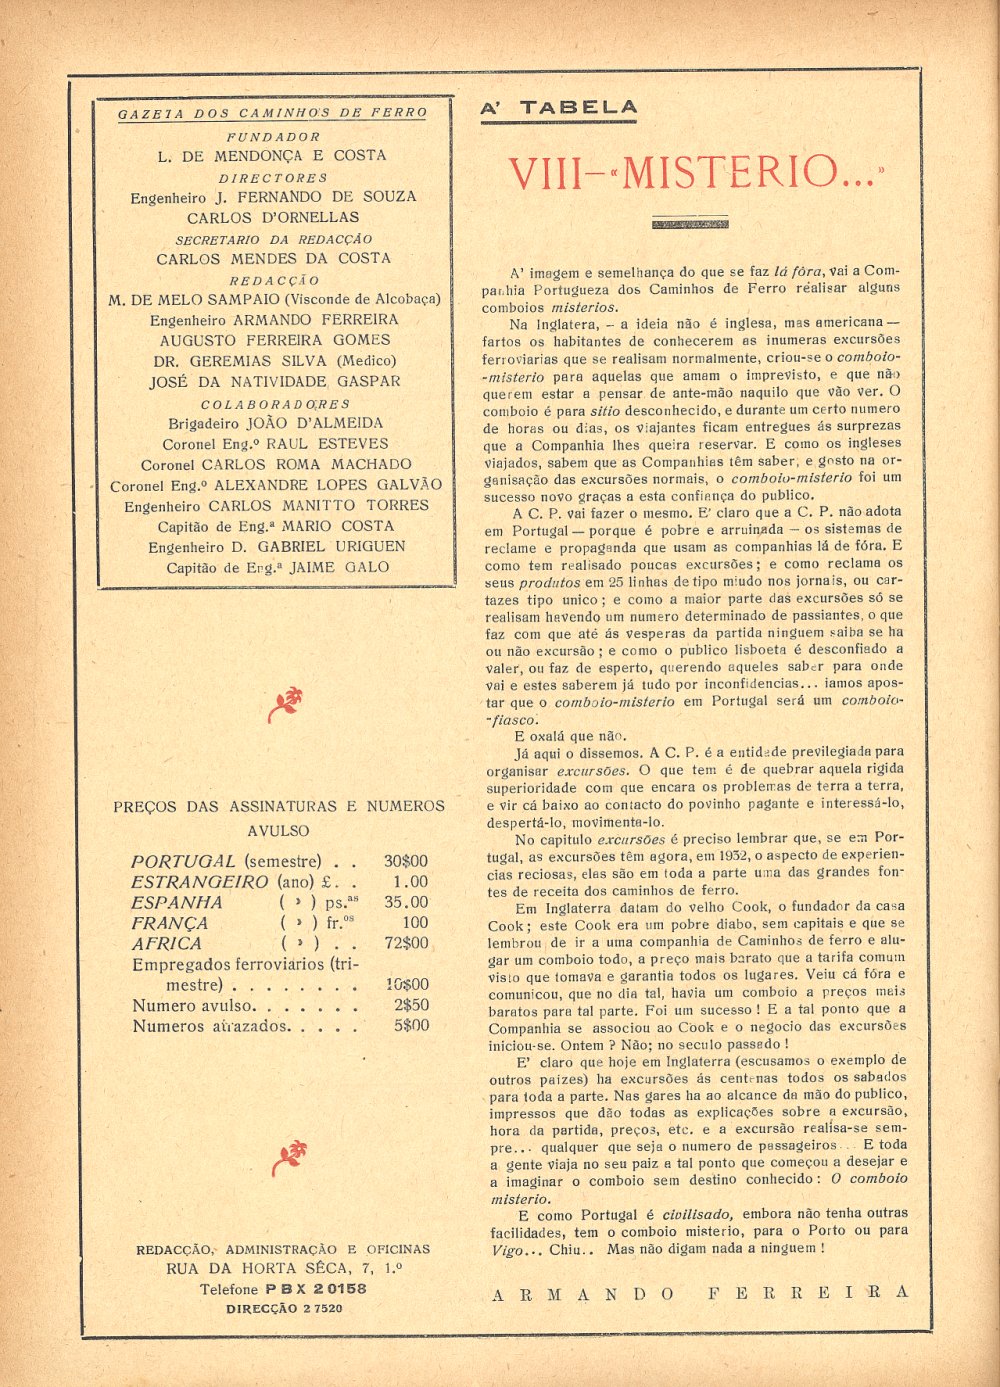 GAZETA DOS CAMINHOS DE FERRO
FUNDADOR
L. DE MENDONÇA E COSTA
DIRECTORES
Engenheiro J. FERNANDO DE SOUZA
CARLOS D'ORNELLAS
SECRETARIO DA REDACÇÃO
CARLOS MENDES DA COSTA
REDACÇÃO
M. DE MELO SAMPAIO (Visconde de Alcobaça)
Engenheiro ARMANDO FERREIRA
AUGUSTO FERREIRA GOMES
DR. GEREMIAS SILVA (Medico)
JOSÉ DA NATIVIDADE GASPAR
COLABORADORES
Brigadeiro JOÃO D'ALMEIDA
Coronel Eng.º RAUL ESTEVES
Coronel CARLOS ROMA MACHADO
Coronel Eng.º ALEXANDRE LOPES GALVÃO
Engenheiro CARLOS MANITTO TORRES
Capitão de Eng.ª MARIO COSTA
Engenheiro D. GABRIEL URIGUEN
Capitão de Eng.ª JAIME GALO
PREÇOS DAS ASSINATURAS E NUMEROS
AVULSO
PORTUGAL (semestre) . . 30$00
ESTRANGEIRO (ano) £. . 1.00
ESPANHA ( » ) ps.as 35.00
FRANÇA ( » ) fr.os 100
AFRICA ( » ) . . 72$00
Empregados ferroviarios (tri-
mestre) . . . . . . . . 10$00
Numero avulso. . . . . . . 2$50
Numeros atrazados. . . . . 5$00
REDACÇÃO, ADMINISTRAÇÃO E OFICINAS
RUA DA HORTA SÊCA, 7, 1.º
Telefone PBX 20158
DIRECÇÃO 27520
A' TABELA
VIII—«MISTERIO...»
A' imagem e semelhança do que se faz lá fóra, vai a Com-
panhia Portugueza dos Caminhos de Ferro réalisar alguns
comboios misterios.
Na Inglatera, — a ideia não é inglesa, mas americana —
fartos os habitantes de conhecerem as inumeras excursões
ferroviarias que se realisam normalmente, criou-se o comboio-
-misterio para aquelas que amam o imprevisto, e que não
querem estar a pensar de ante-mão naquilo que vão ver. O
comboio é para sitio desconhecido, e durante um certo numero
de horas ou dias, os viajantes ficam entregues ás surprezas
que a Companhia lhes queira reservar. E como os ingleses
viajados, sabem que as Companhias têm saber, e gosto na or-
ganisação das excursões normais, o comboio-misterio foi um
sucesso novo graças a esta confiança do publico.
A C. P. vai fazer o mesmo. E' claro que a C. P. não adota
em Portugal — porque é pobre e arruinada — os sistemas de
reclame e propaganda que usam as companhias lá de fóra. E
como tem realisado poucas excursões; e como reclama os
seus produtos em 25 linhas de tipo miudo nos jornais, ou car-
tazes tipo unico; e como a maior parte das excursões só se
realisam havendo um numero determinado de passiantes, o que
faz com que até ás vesperas da partida ninguem saiba se ha
ou não excursão; e como o publico lisboeta é desconfiado a
valer, ou faz de esperto, querendo aqueles saber para onde
vai e estes saberem já tudo por inconfidencias... iamos apos-
tar que o comboio-misterio em Portugal será um comboio-
-fiasco.
E oxalá que não.
Já aqui o dissemos. A C. P. é a entidade previlegiada para
organisar excursões. O que tem é de quebrar aquela rigida
superioridade com que encara os problemas de terra a terra,
e vir cá baixo ao contacto do povinho pagante e interessá-lo,
despertá-lo, movimenta-lo.
No capitulo excursões é preciso lembrar que, se em Por-
tugal, as excursões têm agora, em 1932, o aspecto de experien-
cias reciosas, elas são em toda a parte uma das grandes fon-
tes de receita dos caminhos de ferro.
Em Inglaterra datam do velho Cook, o fundador da casa
Cook; este Cook era um pobre diabo, sem capitais e que se
lembrou de ir a uma companhia de Caminhos de ferro e alu-
gar um comboio todo, a preço mais barato que a tarifa comum
visto que tomava e garantia todos os lugares. Veiu cá fóra e
comunicou, que no dia tal, havia um comboio a preços mais
baratos para tal parte. Foi um sucesso! E a tal ponto que a
Companhia se associou ao Cook e o negocio das excursões
iniciou-se. Ontem? Não; no seculo passado!
E' claro que hoje em Inglaterra (escusamos o exemplo de
outros paizes) ha excursões ás centenas todos os sabados
para toda a parte. Nas gares ha ao alcance da mão do publico,
impressos que dão todas as explicações sobre a excursão,
hora da partida, preços, etc. e a excursão realisa-se sem-
pre... qualquer que seja o numero de passageiros... E toda
a gente viaja no seu paiz a tal ponto que começou a desejar e
a imaginar o comboio sem destino conhecido: O comboio
misterio.
E como Portugal é civilisado, embora não tenha outras
facilidades, tem o comboio misterio, para o Porto ou para
Vigo... Chiu.. Mas não digam nada a ninguem!
ARMANDO FERREIRA